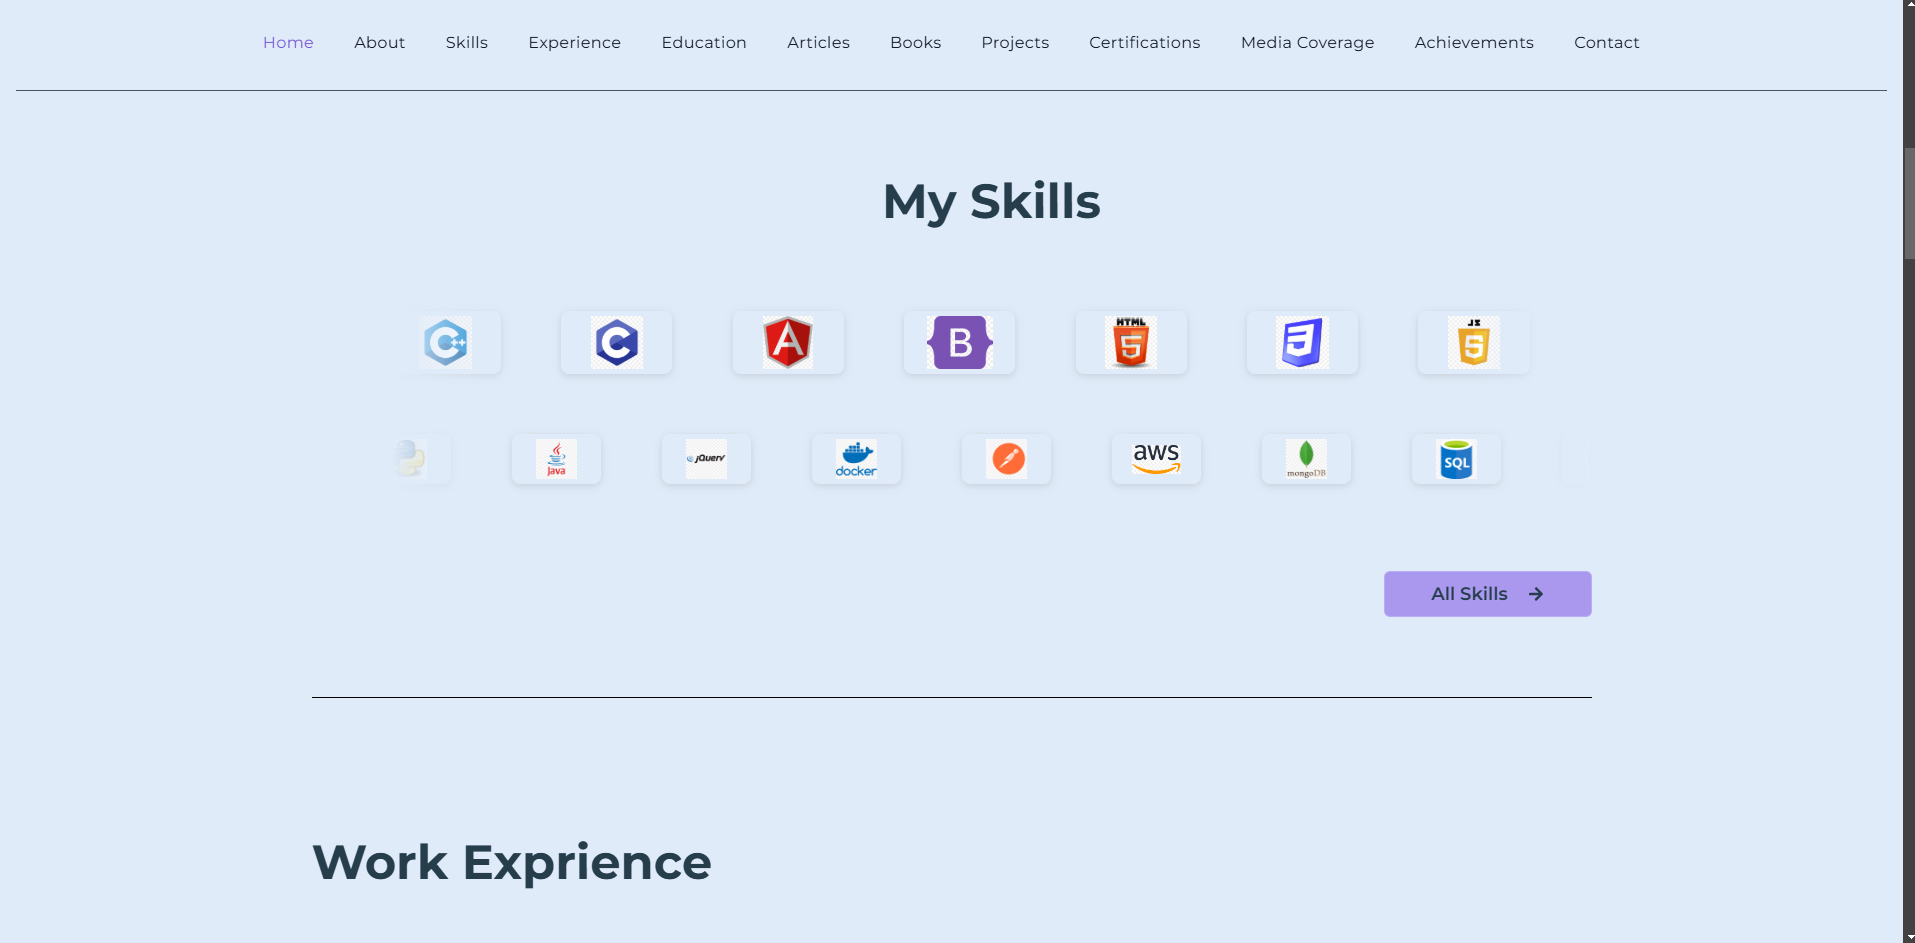 Home About Skills Experience Education Articles Books Projects Certifications Media Coverage Achievements Contact
My Skills
C++ C A B HTML 5 3 JS 5
Java jQuery docker aws mongoDB SQL
All Skills →
Work Exprience